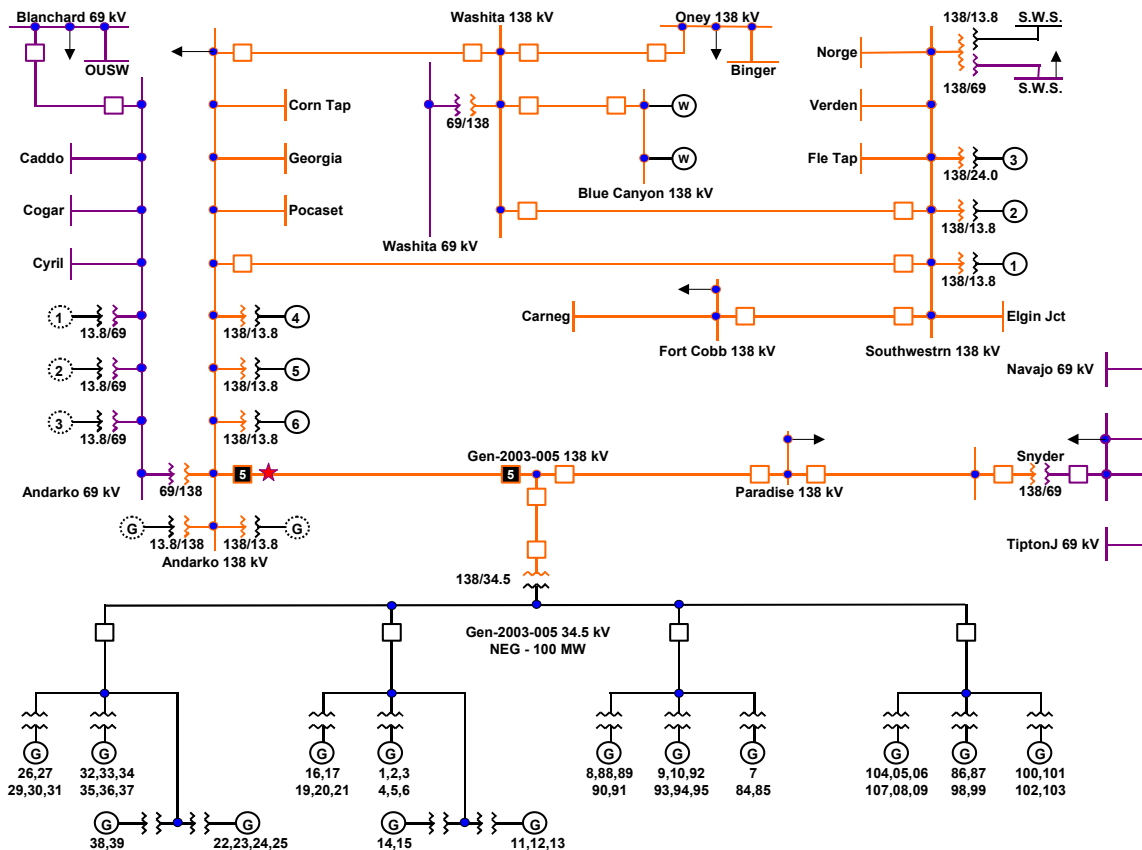 Blanchard 69 kV
Washita 138 kV
Oney 138 kV
138/13.8
S.W.S.
OUSW
Binger
Norge
138/69
S.W.S.
Corn Tap
69/138
W
Verden
Caddo
Georgia
W
Fle Tap
3
138/24.0
Blue Canyon 138 kV
Cogar
Pocaset
2
138/13.8
Washita 69 kV
Cyril
1
138/13.8
1
13.8/69
4
138/13.8
Carneg
Elgin Jct
Fort Cobb 138 kV
Southwestrn 138 kV
2
13.8/69
5
138/13.8
Navajo 69 kV
3
13.8/69
6
138/13.8
Gen-2003-005 138 kV
Snyder
5
5
Andarko 69 kV
69/138
Paradise 138 kV
138/69
G
13.8/138
138/13.8
G
Andarko 138 kV
TiptonJ 69 kV
138/34.5
Gen-2003-005 34.5 kV
NEG - 100 MW
G
G
G
G
G
G
G
G
G
G
26,27
29,30,31
32,33,34
35,36,37
16,17
19,20,21
1,2,3
4,5,6
8,88,89
90,91
9,10,92
93,94,95
7
84,85
104,05,06
107,08,09
86,87
98,99
100,101
102,103
G
G
G
G
38,39
22,23,24,25
14,15
11,12,13